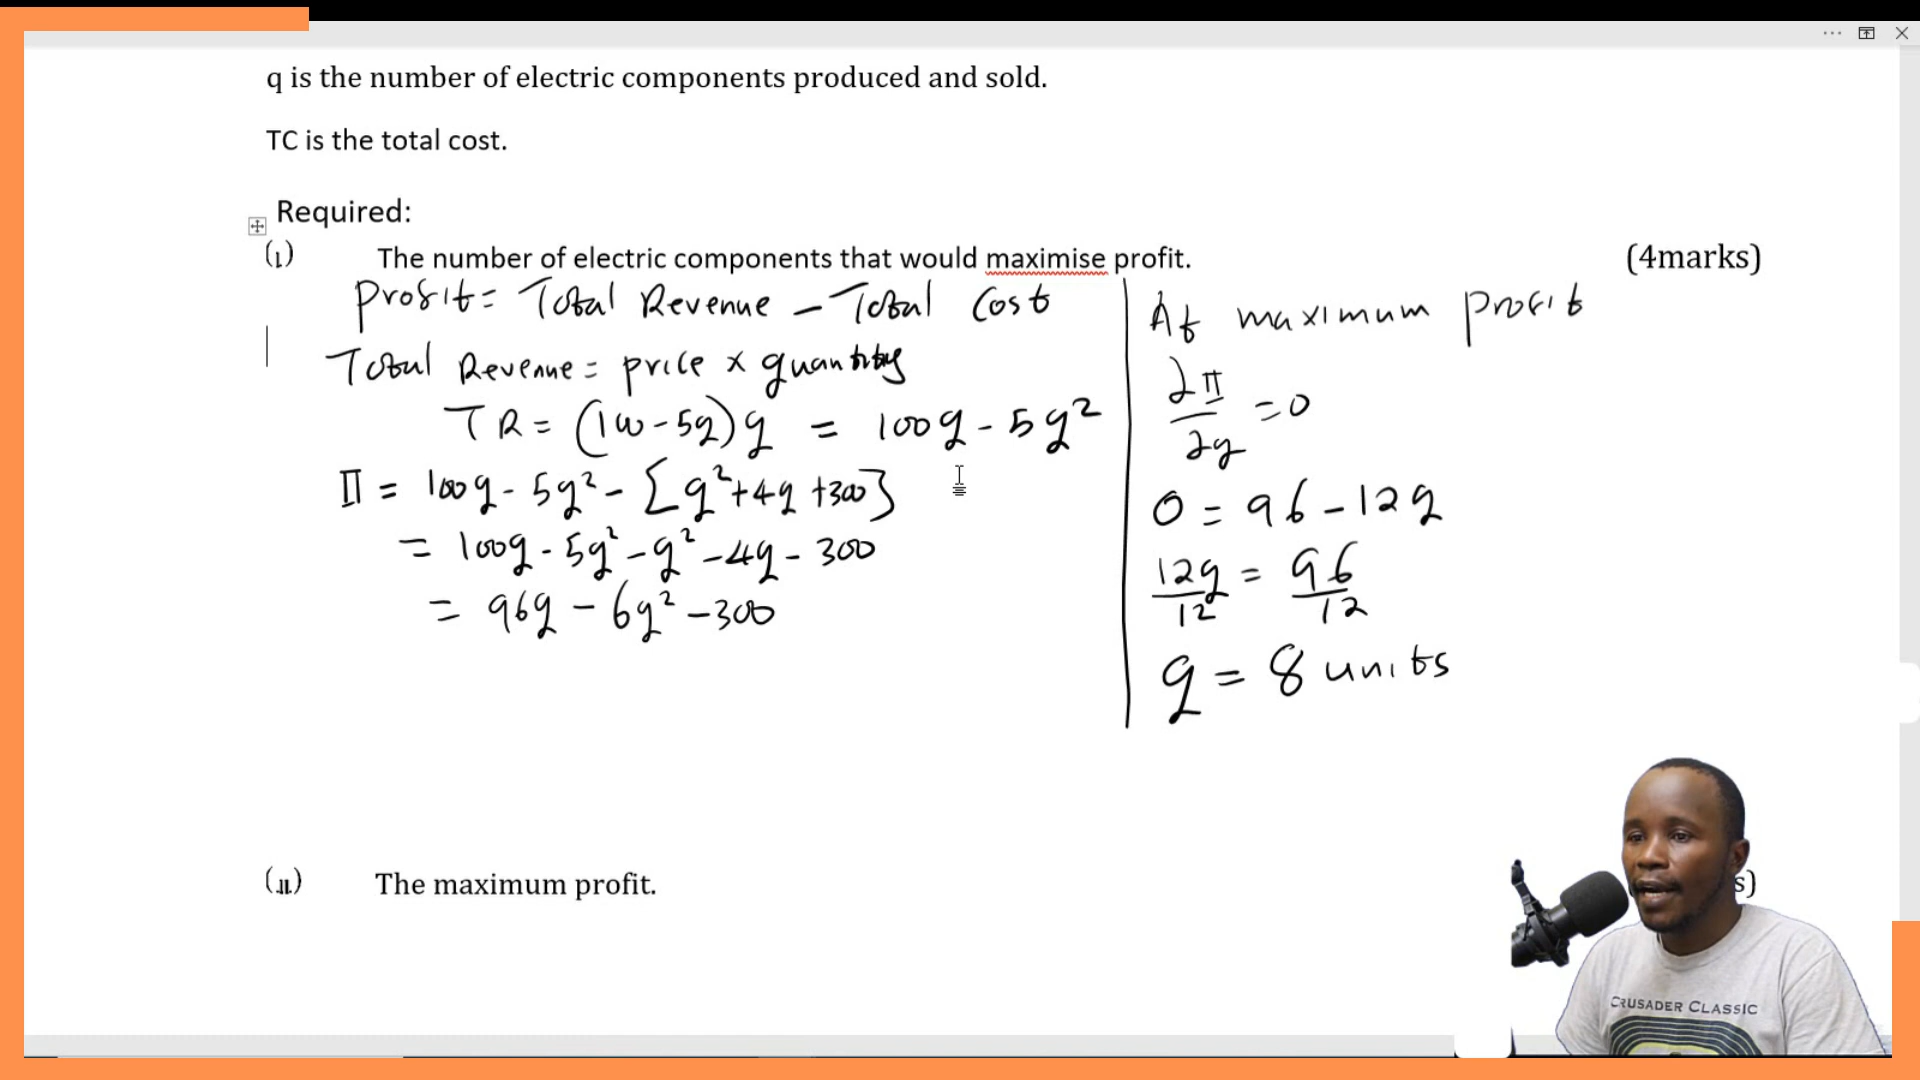 q is the number of electric components produced and sold.
TC is the total cost.
Required:
(i) The number of electric components that would maximise profit. (4marks)
Profit = Total Revenue - Total Cost
Total Revenue = price x quantity
TR = (100-5q)q = 100q - 5q²
Π = 100q - 5q² - [q²+4q+300]
= 100q - 5q² - q² - 4q - 300
= 96q - 6q² - 300
At maximum profit
∂Π/∂q = 0
0 = 96 - 12q
12q/12 = 96/12
q = 8 units
(ii) The maximum profit. s)
CRUSADER CLASSIC